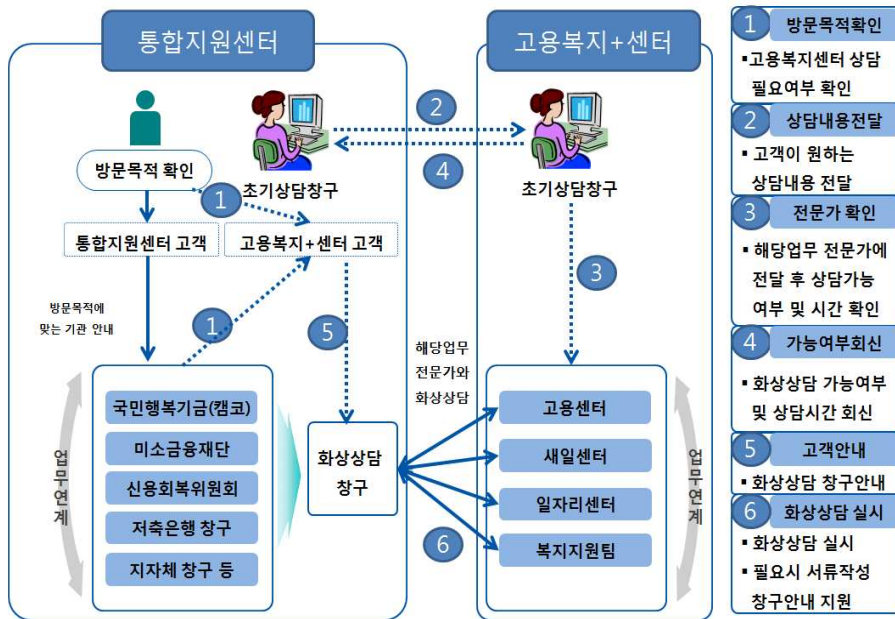 통합지원센터
고용복지+센터
방문목적 확인
초기상담창구
2
4
초기상담창구
1
통합지원센터 고객
고용복지+센터 고객
방문목적에
맞는 기관 안내
1
5
3
해당업무
전문가와
화상상담
업무연계
국민행복기금(캠코)
미소금융재단
신용회복위원회
저축은행 창구
지자체 창구 등
화상상담
창구
6
고용센터
새일센터
일자리센터
복지지원팀
업무연계
1 방문목적확인
▪ 고용복지센터 상담
필요여부 확인
2 상담내용전달
▪ 고객이 원하는
상담내용 전달
3 전문가 확인
▪ 해당업무 전문가에
전달 후 상담가능
여부 및 시간 확인
4 가능여부회신
▪ 화상상담 가능여부
및 상담시간 회신
5 고객안내
▪ 화상상담 창구안내
6 화상상담 실시
▪ 화상상담 실시
▪ 필요시 서류작성
창구안내 지원